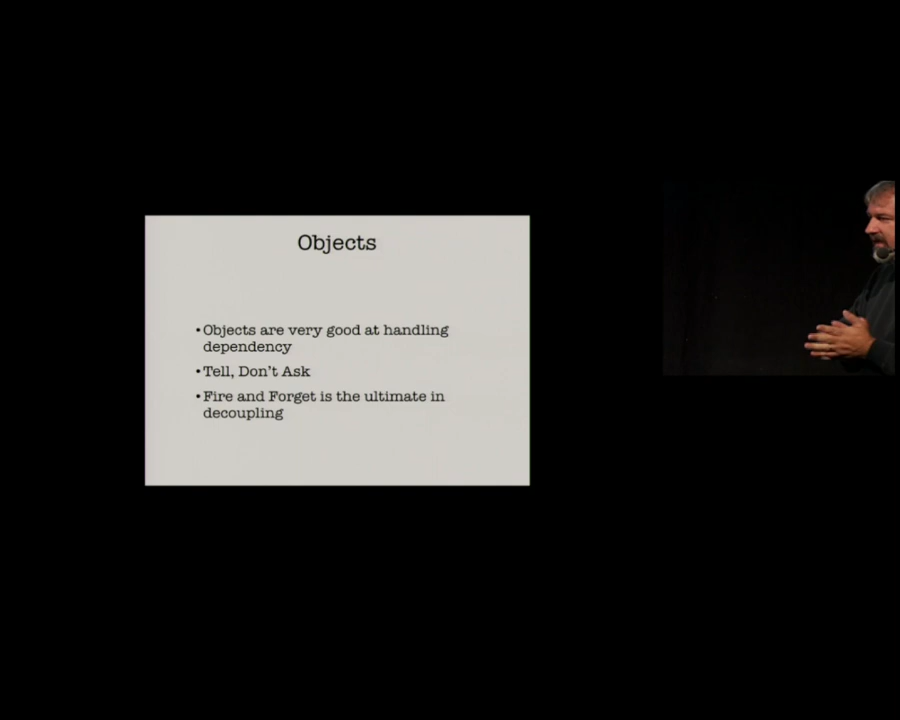 Objects
•Objects are very good at handling
dependency
•Tell, Don't Ask
•Fire and Forget is the ultimate in
decoupling